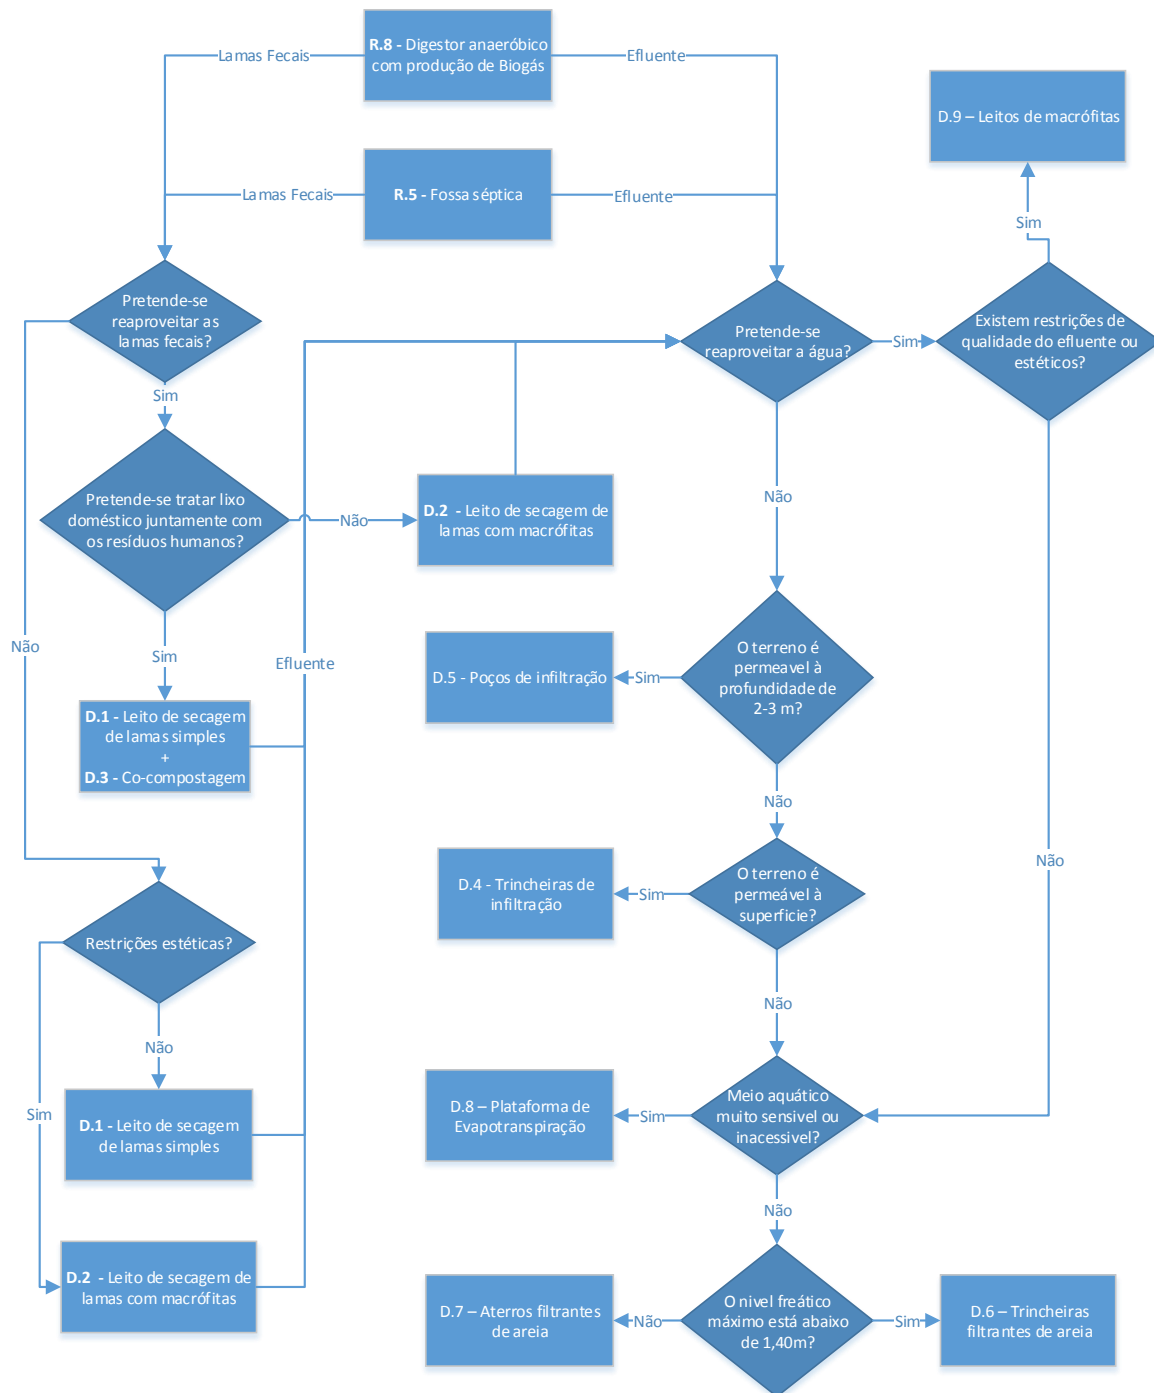 Lamas Fecais
R.8 - Digestor anaeróbico
com produção de Biogás
Efluente
D.9 – Leitos de macrófitas
Lamas Fecais
R.5 - Fossa séptica
Efluente
Sim
Pretende-se
reaproveitar as
lamas fecais?
Pretende-se
reaproveitar a água?
Sim
Existem restrições de
qualidade do efluente ou
estéticos?
Sim
Pretende-se tratar lixo
doméstico juntamente com
os resíduos humanos?
Não
D.2 - Leito de secagem de
lamas com macrófitas
Não
Não
Sim
Efluente
D.5 - Poços de infiltração
Sim
O terreno é
permeavel à
profundidade de
2-3 m?
D.1 - Leito de secagem
de lamas simples
+
D.3 - Co-compostagem
Não
D.4 - Trincheiras de
infiltração
Sim
O terreno é
permeável à
superficie?
Não
Restrições estéticas?
Não
Não
Sim
D.1 - Leito de secagem
de lamas simples
D.8 – Plataforma de
Evapotranspiração
Sim
Meio aquático
muito sensivel ou
inacessivel?
Não
D.2 - Leito de secagem de
lamas com macrófitas
D.7 – Aterros filtrantes
de areia
Não
O nivel freático
máximo está abaixo
de 1,40m?
Sim
D.6 – Trincheiras
filtrantes de areia